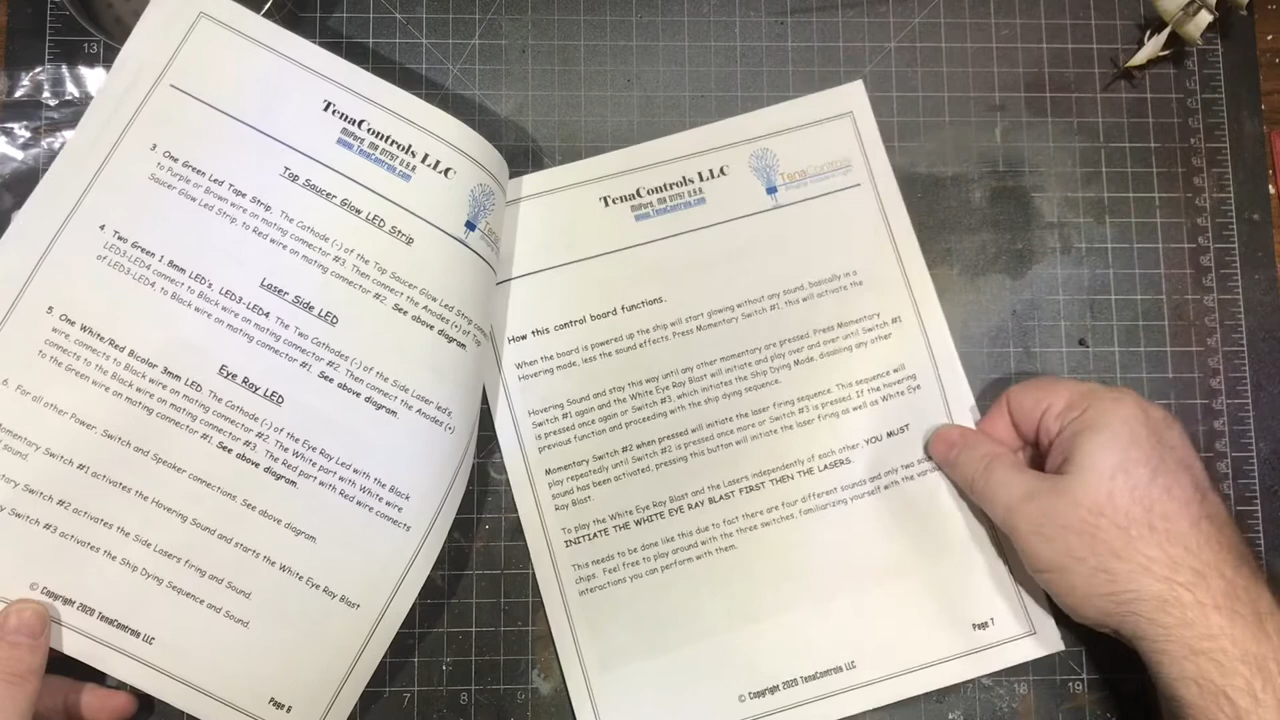 TenaControls LLC
Milford, MA 01757 U.S.A.
www.TenaControls.com
Top Saucer Glow LED Strip
3. One Green Led Tape Strip. The Cathode (-) of the Top Saucer Glow Led Strip
to Purple or Brown wire on mating connector #3. Then connect the Anodes (+) of Top
Saucer Glow Led Strip, to Red wire on mating connector #2. See above diagram.
Laser Side LED
4. Two Green 1.8mm LED's, LED3-LED4. The Two Cathodes (-) of the Side Laser led's,
LED3-LED4 connect to Black wire on mating connector #2. Then connect the Anodes (+)
of LED3-LED4, to Black wire on mating connector #1. See above diagram.
Eye Ray LED
5. One White/Red Bicolor 3mm LED. The Cathode (-) of the Eye Ray Led with the Black
wire, connects to Black wire on mating connector #2. The White part with White wire
connects to the Black wire on mating connector #3. The Red part with Red wire connects
to the Green wire on mating connector #1. See above diagram.
6. For all other Power, Switch and Speaker connections, See above diagram.
Switch #1 activates the Hovering Sound and starts the White Eye Ray Blast
sound.
Switch #2 activates the Side Lasers firing and Sound.
Switch #3 activates the Ship Dying Sequence and Sound.
© Copyright 2020 TenaControls LLC
Page 6
TenaControls LLC
Milford, MA 01757 U.S.A.
www.TenaControls.com
TenaControls
How this control board functions.
When the board is powered up the ship will start glowing without any sound, basically in a
Hovering mode, less the sound effects. Press Momentary Switch #1, this will activate the
Hovering Sound and stay this way until any other momentary are pressed. Press Momentary
Switch #1 again and the White Eye Ray Blast will initiate and play over and over until Switch #1
is pressed once again or Switch #3, which initiates the Ship Dying Mode, disabling any other
previous function and proceeding with the ship dying sequence.
Momentary Switch #2 when pressed will initiate the laser firing sequence. This sequence will
play repeatedly until Switch #2 is pressed once more or Switch #3 is pressed. If the hovering
sound has been activated, pressing this button will initiate the laser firing as well as White Eye
Ray Blast.
To play the White Eye Ray Blast and the Lasers independently of each other, YOU MUST
INITIATE THE WHITE EYE RAY BLAST FIRST THEN THE LASERS.
This needs to be done like this due to fact there are four different sounds and only two
chips. Feel free to play around with the three switches, familiarizing yourself with the
interactions you can perform with them.
Page 7
© Copyright 2020 TenaControls LLC
13
7
8
9
17
18
19